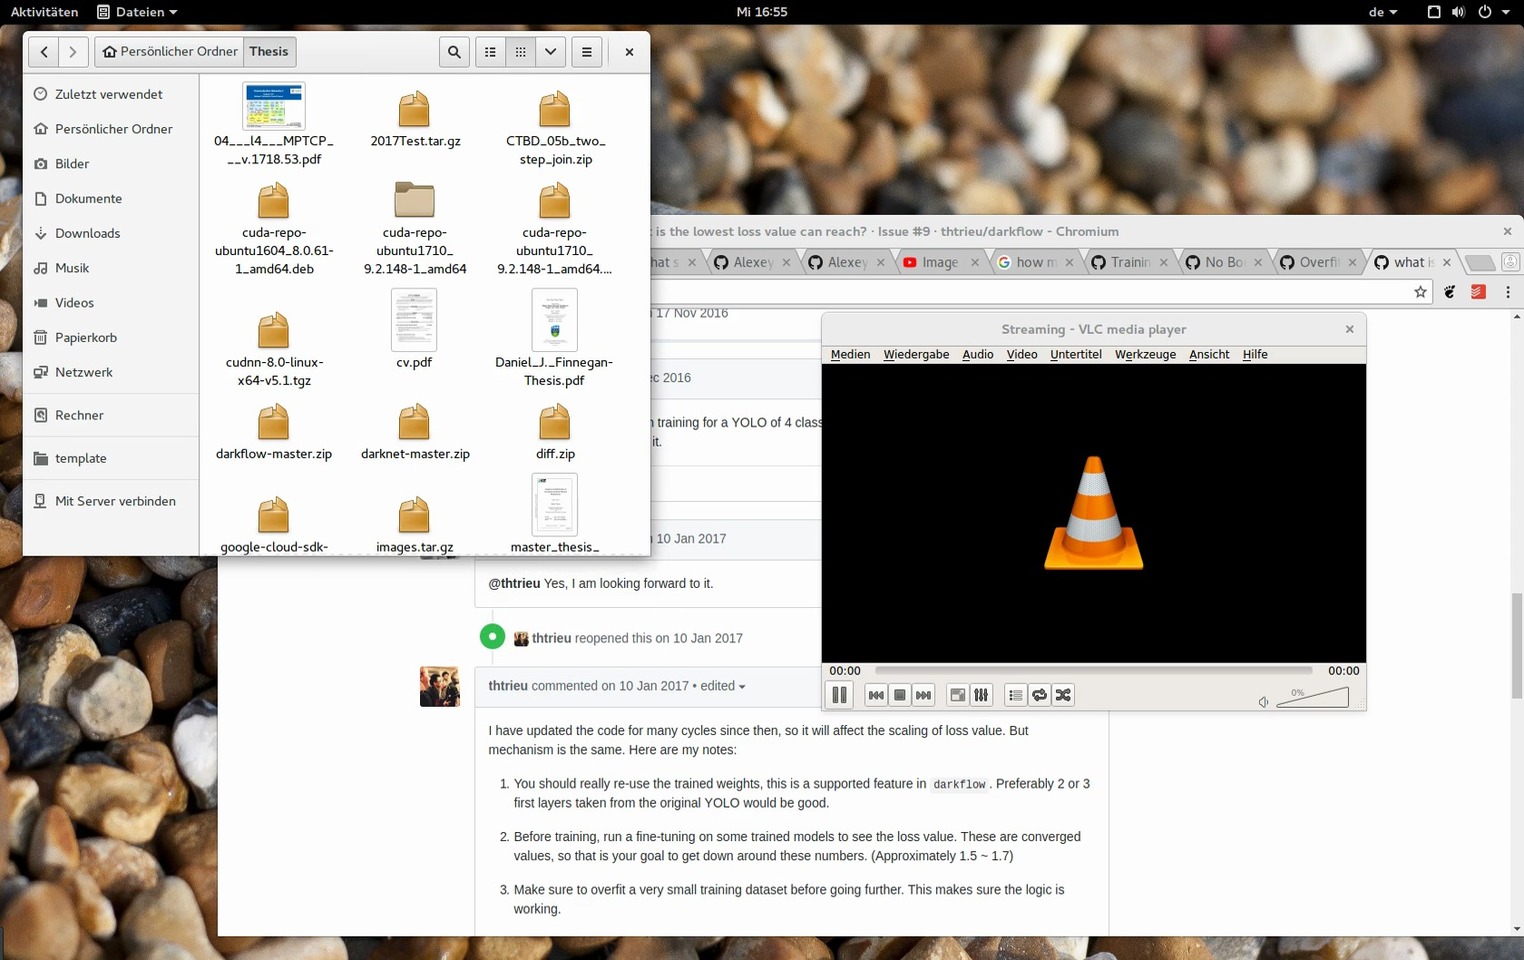 Aktivitäten
Dateien
Mi 16:55
de
Persönlicher Ordner
Thesis
Zuletzt verwendet
Persönlicher Ordner
Bilder
Dokumente
Downloads
Musik
Videos
Papierkorb
Netzwerk
Rechner
template
Mit Server verbinden
04___l4___MPTCP_
__v.1718.53.pdf
2017Test.tar.gz
CTBD_05b_two_
step_join.zip
cuda-repo-
ubuntu1604_8.0.61-
1_amd64.deb
cuda-repo-
ubuntu1710_
9.2.148-1_amd64
cuda-repo-
ubuntu1710_
9.2.148-1_amd64....
cudnn-8.0-linux-
x64-v5.1.tgz
cv.pdf
Daniel_J._Finnegan-
Thesis.pdf
darkflow-master.zip
darknet-master.zip
diff.zip
google-cloud-sdk-
images.tar.gz
master_thesis_
is the lowest loss value can reach? · Issue #9 · thtrieu/darkflow - Chromium
hat s
Alexey
Alexey
Image
how m
Trainin
No Bo
Overfi
what is
17 Nov 2016
ec 2016
training for a YOLO of 4 class
it.
10 Jan 2017
@thtrieu Yes, I am looking forward to it.
thtrieu reopened this on 10 Jan 2017
thtrieu commented on 10 Jan 2017 • edited
I have updated the code for many cycles since then, so it will affect the scaling of loss value. But
mechanism is the same. Here are my notes:
1. You should really re-use the trained weights, this is a supported feature in darkflow. Preferably 2 or 3
first layers taken from the original YOLO would be good.
2. Before training, run a fine-tuning on some trained models to see the loss value. These are converged
values, so that is your goal to get down around these numbers. (Approximately 1.5 ~ 1.7)
3. Make sure to overfit a very small training dataset before going further. This makes sure the logic is
working.
Streaming - VLC media player
Medien Wiedergabe Audio Video Untertitel Werkzeuge Ansicht Hilfe
00:00
00:00
0%